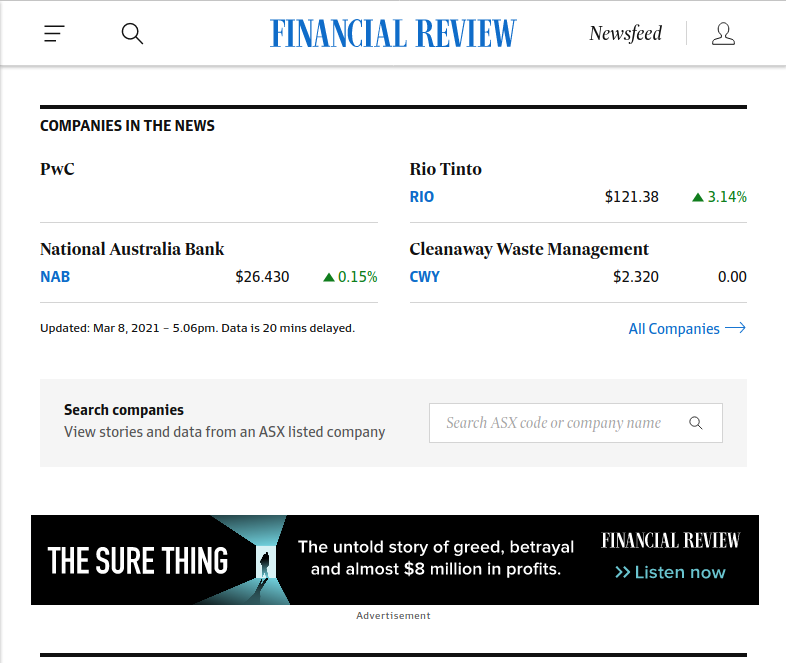 FINANCIAL REVIEW
Newsfeed
COMPANIES IN THE NEWS
PwC
Rio Tinto
RIO $121.38 ▲ 3.14%
National Australia Bank
NAB $26.430 ▲ 0.15%
Cleanaway Waste Management
CWY $2.320 0.00
Updated: Mar 8, 2021 – 5.06pm. Data is 20 mins delayed.
All Companies →
Search companies
View stories and data from an ASX listed company
Search ASX code or company name
THE SURE THING
The untold story of greed, betrayal
and almost $8 million in profits.
FINANCIAL REVIEW
>> Listen now
Advertisement